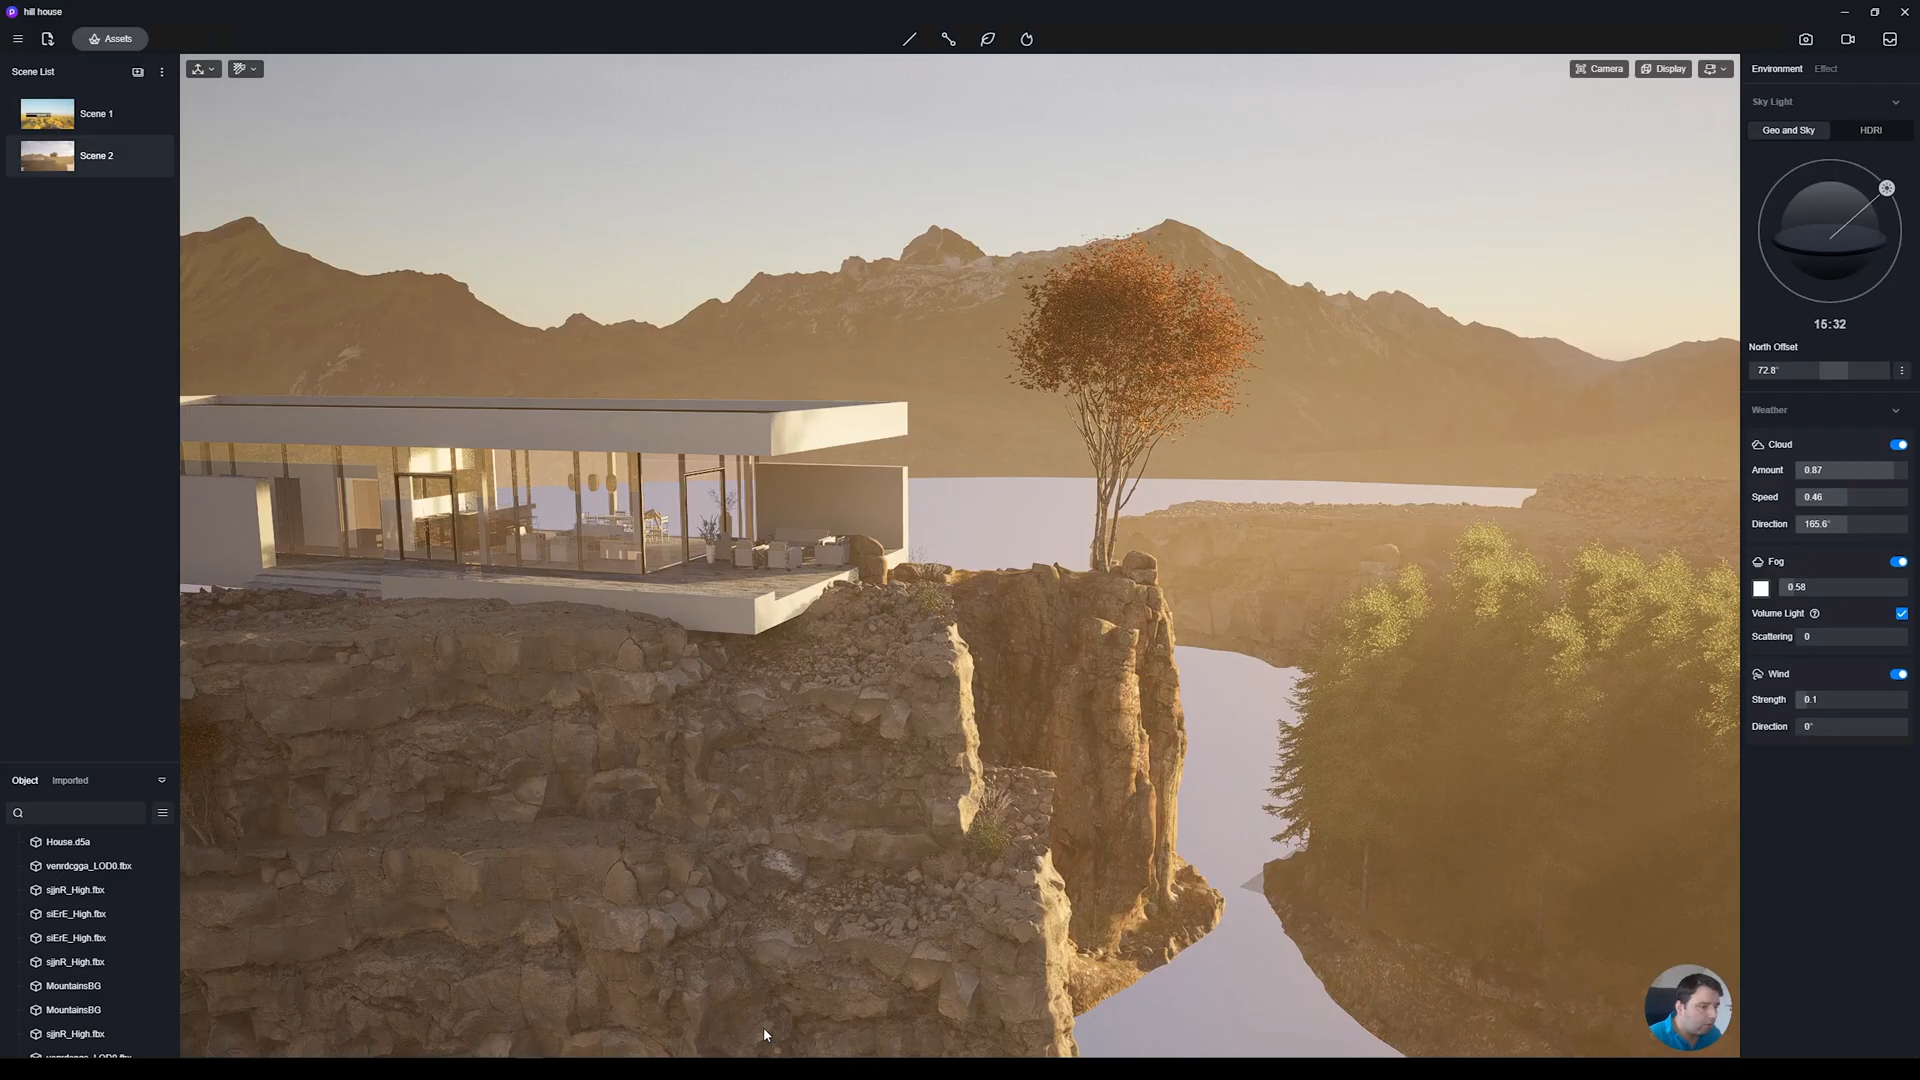 hill house
Assets
Scene List
Scene 1
Scene 2
Camera
Display
Environment
Effect
Sky Light
Geo and Sky
HDRI
15:32
North Offset
72.8°
Weather
Cloud
Amount
0.87
Speed
0.46
Direction
165.6°
Fog
0.58
Volume Light
Scattering
0
Wind
Strength
0.1
Direction
0°
Object
Imported
House.d5a
venrdcgga_LOD0.fbx
sjjnR_High.fbx
siErE_High.fbx
siErE_High.fbx
sjjnR_High.fbx
MountainsBG
MountainsBG
sjjnR_High.fbx